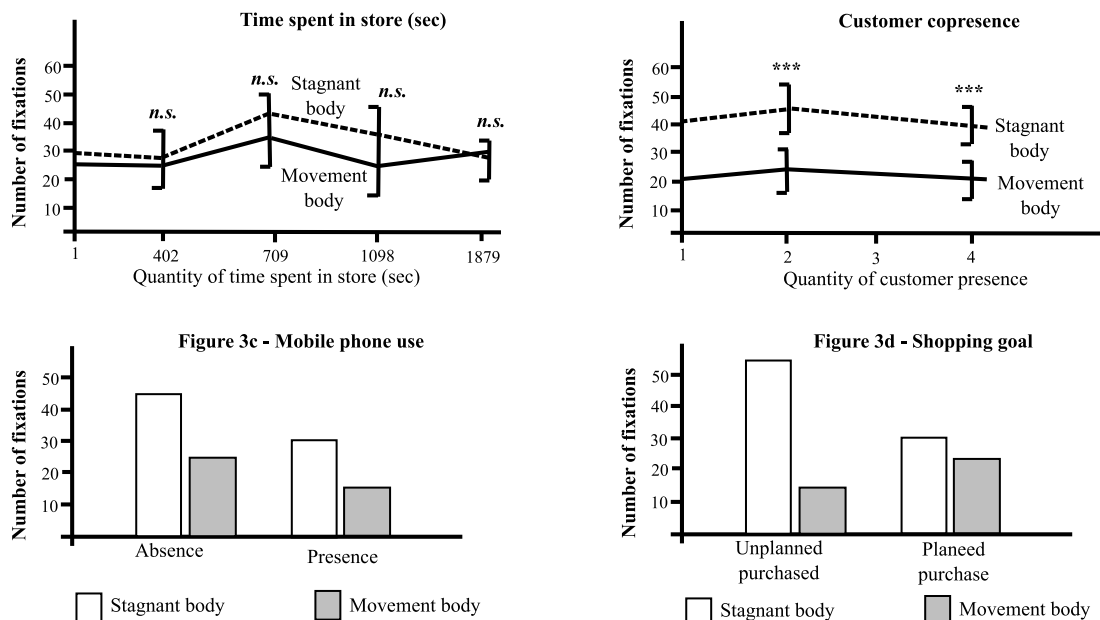 Time spent in store (sec)
Number of fixations
60
50
40
30
20
10
n.s.
n.s.
n.s.
n.s.
Stagnant
body
Movement
body
1
402
709
1098
1879
Quantity of time spent in store (sec)
Customer copresence
Number of fixations
60
50
40
30
20
10
***
***
Stagnant
body
Movement
body
1
2
3
4
Quantity of customer presence
Figure 3c - Mobile phone use
Number of fixations
50
40
30
20
10
Absence
Presence
Stagnant body
Movement body
Figure 3d - Shopping goal
Number of fixations
50
40
30
20
10
Unplanned
purchased
Planeed
purchase
Stagnant body
Movement body